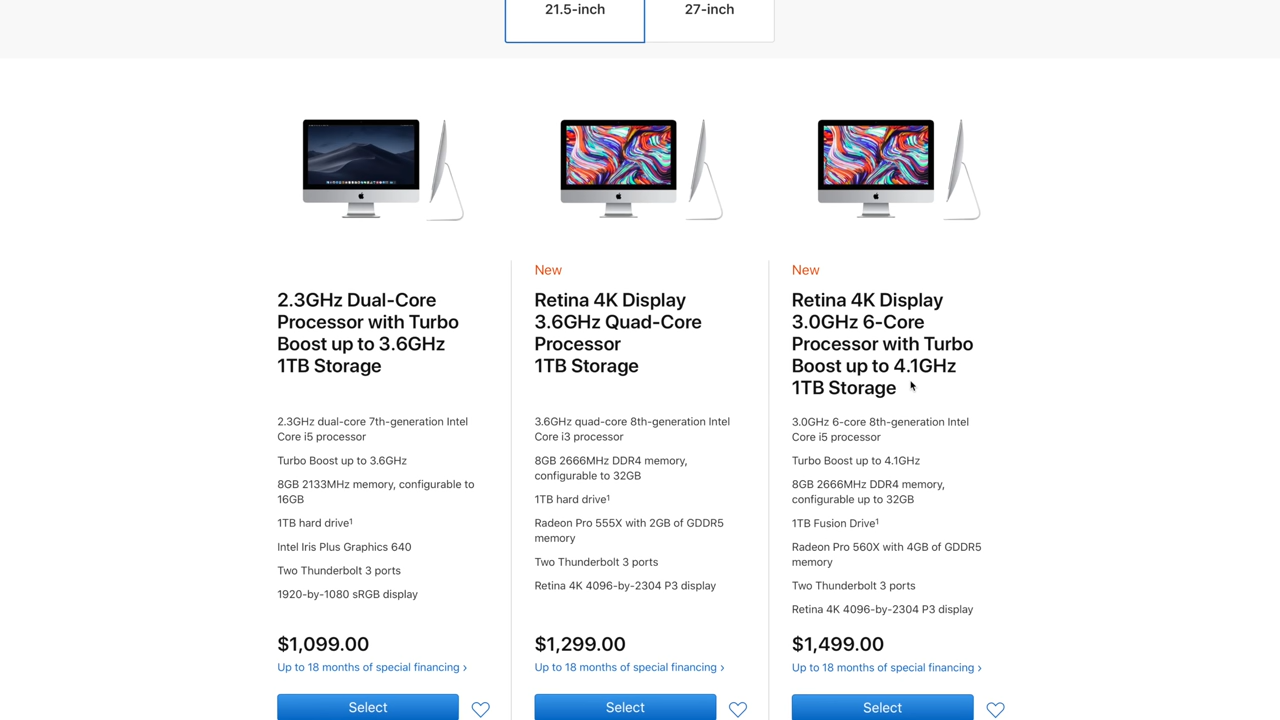 21.5-inch
27-inch
2.3GHz Dual-Core
Processor with Turbo
Boost up to 3.6GHz
1TB Storage
2.3GHz dual-core 7th-generation Intel
Core i5 processor
Turbo Boost up to 3.6GHz
8GB 2133MHz memory, configurable to
16GB
1TB hard drive¹
Intel Iris Plus Graphics 640
Two Thunderbolt 3 ports
1920-by-1080 sRGB display
$1,099.00
Up to 18 months of special financing ›
Select
New
Retina 4K Display
3.6GHz Quad-Core
Processor
1TB Storage
3.6GHz quad-core 8th-generation Intel
Core i3 processor
8GB 2666MHz DDR4 memory,
configurable to 32GB
1TB hard drive¹
Radeon Pro 555X with 2GB of GDDR5
memory
Two Thunderbolt 3 ports
Retina 4K 4096-by-2304 P3 display
$1,299.00
Up to 18 months of special financing ›
Select
New
Retina 4K Display
3.0GHz 6-Core
Processor with Turbo
Boost up to 4.1GHz
1TB Storage
3.0GHz 6-core 8th-generation Intel
Core i5 processor
Turbo Boost up to 4.1GHz
8GB 2666MHz DDR4 memory,
configurable up to 32GB
1TB Fusion Drive¹
Radeon Pro 560X with 4GB of GDDR5
memory
Two Thunderbolt 3 ports
Retina 4K 4096-by-2304 P3 display
$1,499.00
Up to 18 months of special financing ›
Select